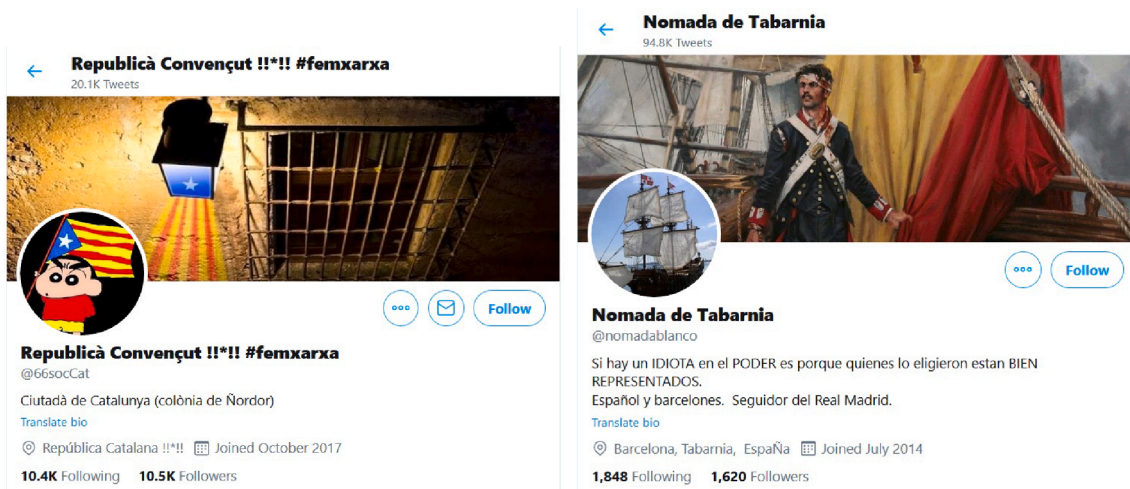 Republicà Convençut !!*!! #femxarxa
20.1K Tweets
Follow
Republicà Convençut !!*!! #femxarxa
@66socCat
Ciutadà de Catalunya (colònia de Ñordor)
Translate bio
República Catalana !!*!! Joined October 2017
10.4K Following 10.5K Followers
Nomada de Tabarnia
94.8K Tweets
Follow
Nomada de Tabarnia
@nomadablanco
Si hay un IDIOTA en el PODER es porque quienes lo eligieron estan BIEN
REPRESENTADOS.
Español y barcelones. Seguidor del Real Madrid.
Translate bio
Barcelona, Tabarnia, EspaÑa Joined July 2014
1,848 Following 1,620 Followers